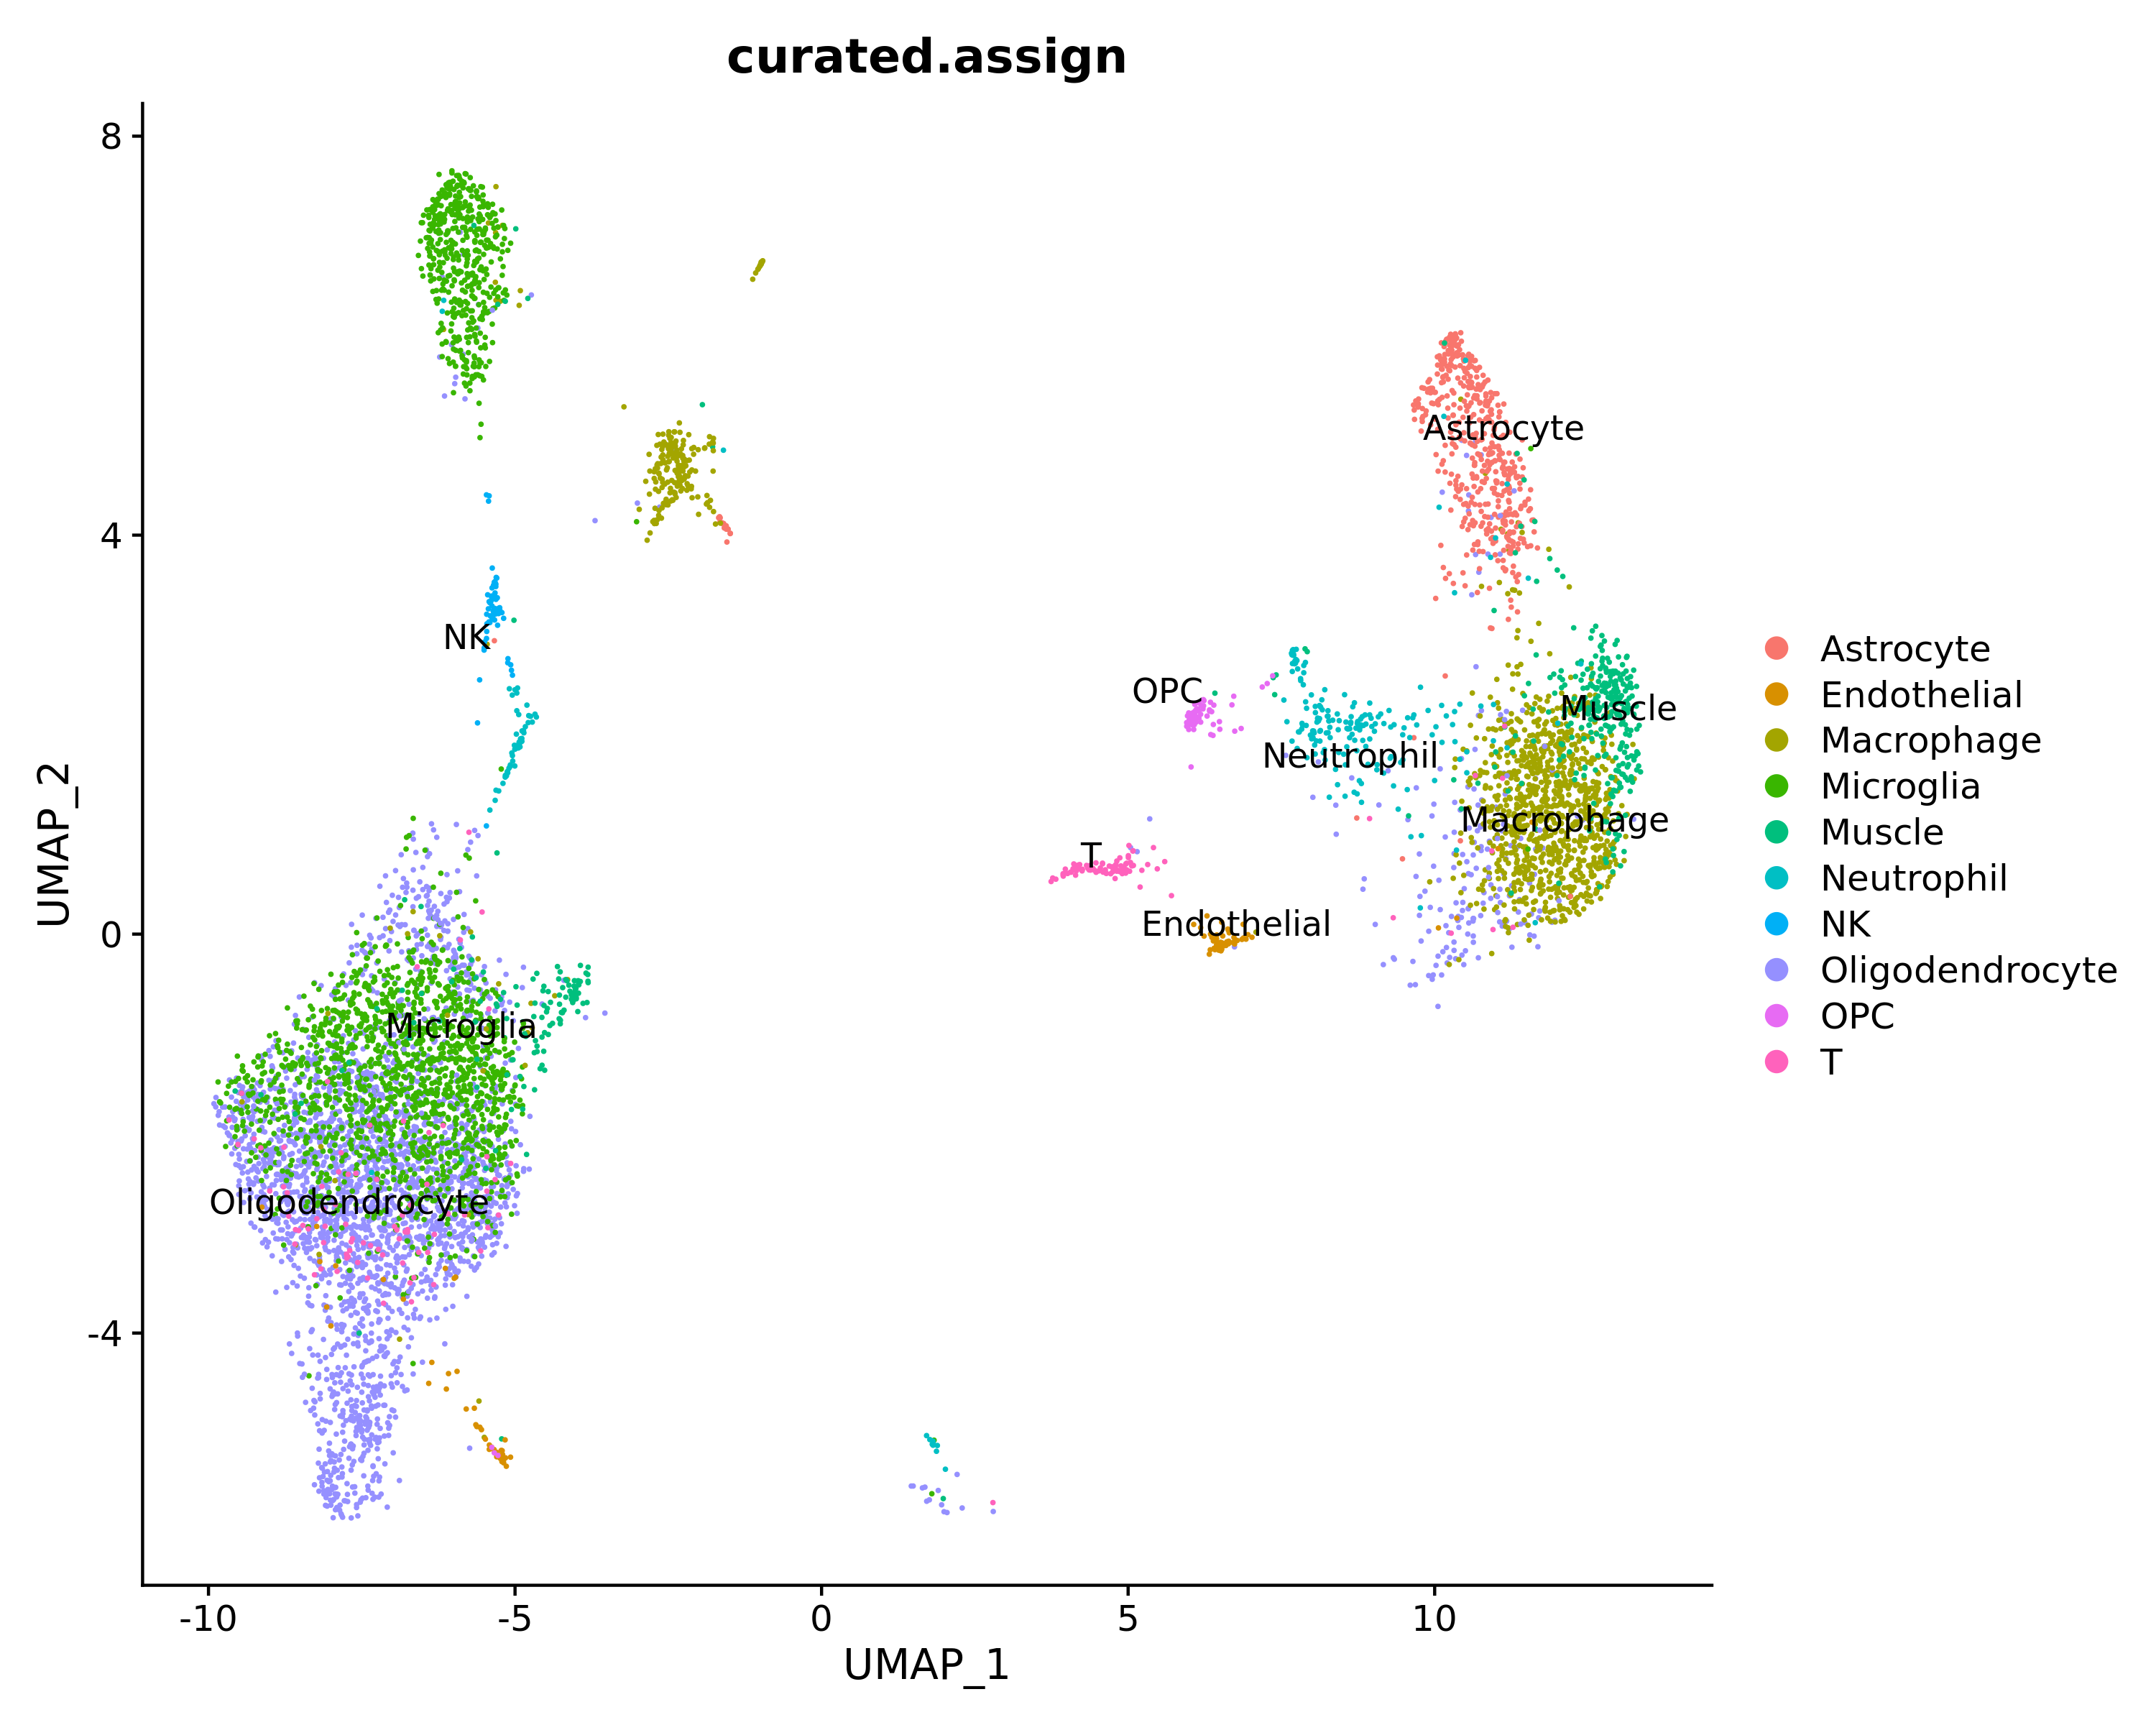 curated.assign
8
4
0
-4
UMAP_2
-10
-5
0
5
10
UMAP_1
Astrocyte
NK
OPC
Muscle
Neutrophil
Macrophage
T
Endothelial
Microglia
Oligodendrocyte
Astrocyte
Endothelial
Macrophage
Microglia
Muscle
Neutrophil
NK
Oligodendrocyte
OPC
T